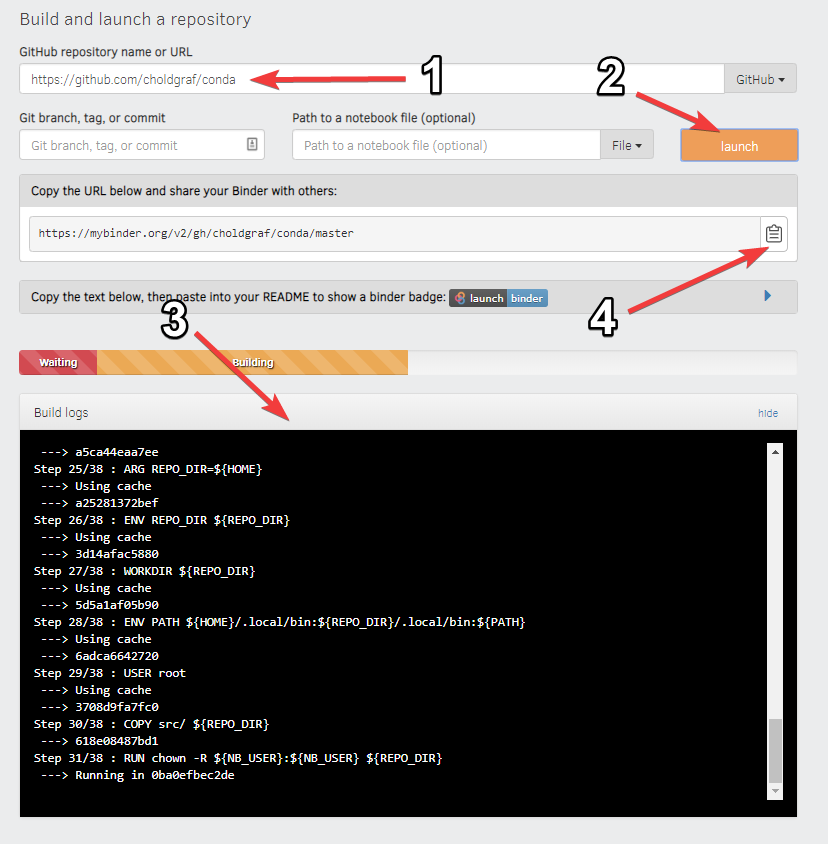 Build and launch a repository
GitHub repository name or URL
https://github.com/choldgraf/conda
1
GitHub
2
Git branch, tag, or commit
Path to a notebook file (optional)
Git branch, tag, or commit
Path to a notebook file (optional)
File
launch
Copy the URL below and share your Binder with others:
https://mybinder.org/v2/gh/choldgraf/conda/master
Copy the text below, then paste into your README to show a binder badge: launch binder
3
4
Waiting
Building
Build logs
hide
---> a5ca44eaa7ee
Step 25/38 : ARG REPO_DIR=${HOME}
---> Using cache
---> a25281372bef
Step 26/38 : ENV REPO_DIR ${REPO_DIR}
---> Using cache
---> 3d14afac5880
Step 27/38 : WORKDIR ${REPO_DIR}
---> Using cache
---> 5d5a1af05b90
Step 28/38 : ENV PATH ${HOME}/.local/bin:${REPO_DIR}/.local/bin:${PATH}
---> Using cache
---> 6adca6642720
Step 29/38 : USER root
---> Using cache
---> 3708d9fa7fc0
Step 30/38 : COPY src/ ${REPO_DIR}
---> 618e08487bd1
Step 31/38 : RUN chown -R ${NB_USER}:${NB_USER} ${REPO_DIR}
---> Running in 0ba0efbec2de